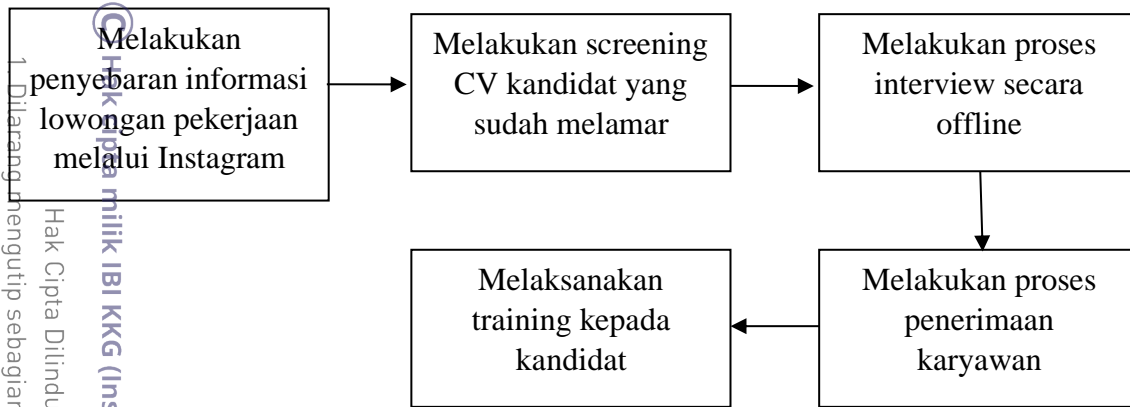 Melakukan
penyebaran informasi
lowongan pekerjaan
melalui Instagram
Melakukan screening
CV kandidat yang
sudah melamar
Melakukan proses
interview secara
offline
Melakukan proses
penerimaan
karyawan
Melaksanakan
training kepada
kandidat
© Hak cipta milik IBI KKG (Ins
Hak Cipta Dilindu
1. Dilarang mengutip sebagian